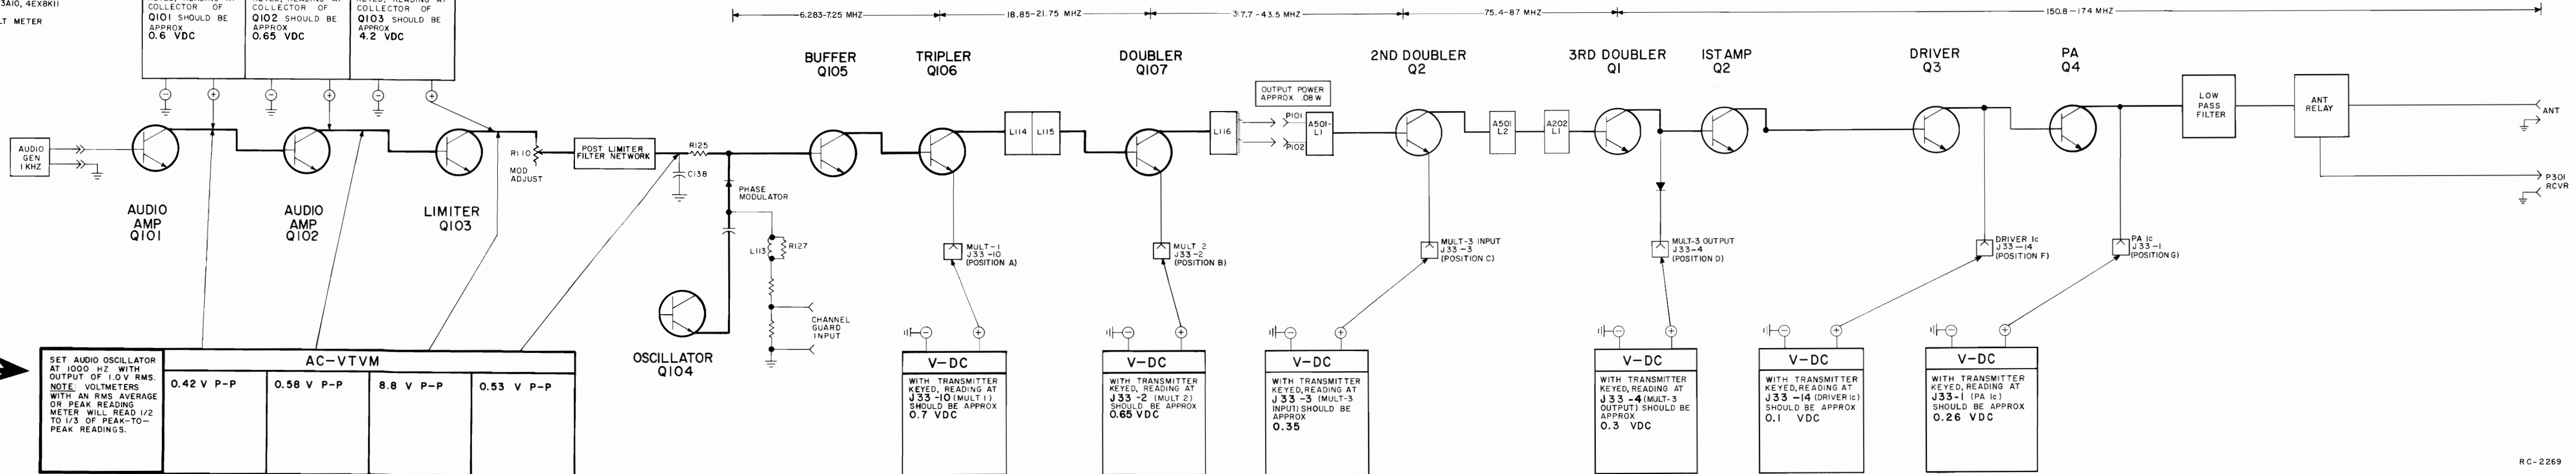 3A10, 4EX8K11
LT METER
COLLECTOR OF
Q101 SHOULD BE
APPROX
0.6 VDC
COLLECTOR OF
Q102 SHOULD BE
APPROX
0.65 VDC
COLLECTOR OF
Q103 SHOULD BE
APPROX
4.2 VDC
6.283-7.25 MHZ
18.85-21.75 MHZ
37.7-43.5 MHZ
75.4-87 MHZ
150.8-174 MHZ
BUFFER
Q105
TRIPLER
Q106
DOUBLER
Q107
2ND DOUBLER
Q2
3RD DOUBLER
Q1
1ST AMP
Q2
DRIVER
Q3
PA
Q4
OUTPUT POWER
APPROX .08 W
AUDIO
GEN
1 KHZ
R110
MOD
ADJUST
POST LIMITER
FILTER NETWORK
R125
C138
PHASE
MODULATOR
L114
L115
L116
P101
P102
A501-
L1
A501
L2
A202
L1
LOW
PASS
FILTER
ANT
RELAY
ANT
P301
RCVR
AUDIO
AMP
Q101
AUDIO
AMP
Q102
LIMITER
Q103
L113
R127
CHANNEL
GUARD
INPUT
OSCILLATOR
Q104
MULT-1
J33-10
(POSITION A)
MULT 2
J33-2
(POSITION B)
MULT-3 INPUT
J33-3
(POSITION C)
MULT-3 OUTPUT
J33-4
(POSITION D)
DRIVER Ic
J33-14
(POSITION F)
PA Ic
J33-1
(POSITION G)
SET AUDIO OSCILLATOR
AT 1000 HZ WITH
OUTPUT OF 1.0V RMS.
NOTE: VOLTMETERS
WITH AN RMS AVERAGE
OR PEAK READING
METER WILL READ 1/2
TO 1/3 OF PEAK-TO-
PEAK READINGS.
AC-VTVM
0.42 V P-P
0.58 V P-P
8.8 V P-P
0.53 V P-P
V-DC
WITH TRANSMITTER
KEYED, READING AT
J33-10 (MULT 1)
SHOULD BE APPROX
0.7 VDC
V-DC
WITH TRANSMITTER
KEYED, READING AT
J33-2 (MULT 2)
SHOULD BE APPROX
0.65 VDC
V-DC
WITH TRANSMITTER
KEYED, READING AT
J33-3 (MULT-3
INPUT) SHOULD BE
APPROX
0.35
V-DC
WITH TRANSMITTER
KEYED, READING AT
J33-4 (MULT-3
OUTPUT) SHOULD BE
APPROX
0.3 VDC
V-DC
WITH TRANSMITTER
KEYED, READING AT
J33-14 (DRIVER Ic)
SHOULD BE APPROX
0.1 VDC
V-DC
WITH TRANSMITTER
KEYED, READING AT
J33-1 (PA Ic)
SHOULD BE APPROX
0.26 VDC
RC-2269